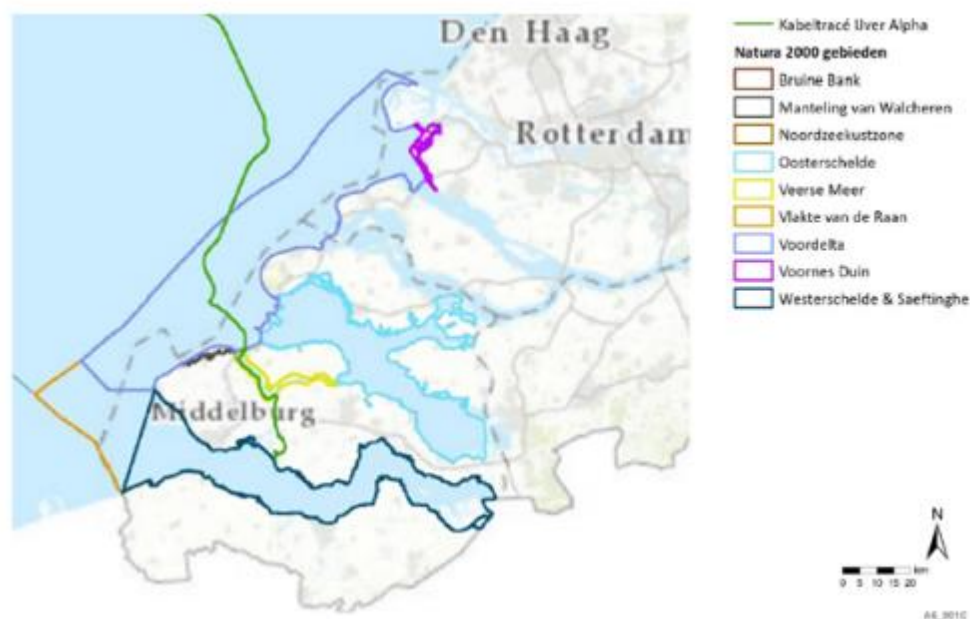 Den Haag
Rotterdam
Middelburg
Kabeltracé IJver Alpha
Natura 2000 gebieden
Bruine Bank
Manteling van Walcheren
Noordzeekustzone
Oosterschelde
Veerse Meer
Vlakte van de Raan
Voordelta
Voornes Duin
Westerschelde & Saeftinghe
N
km
0 5 10 15 20